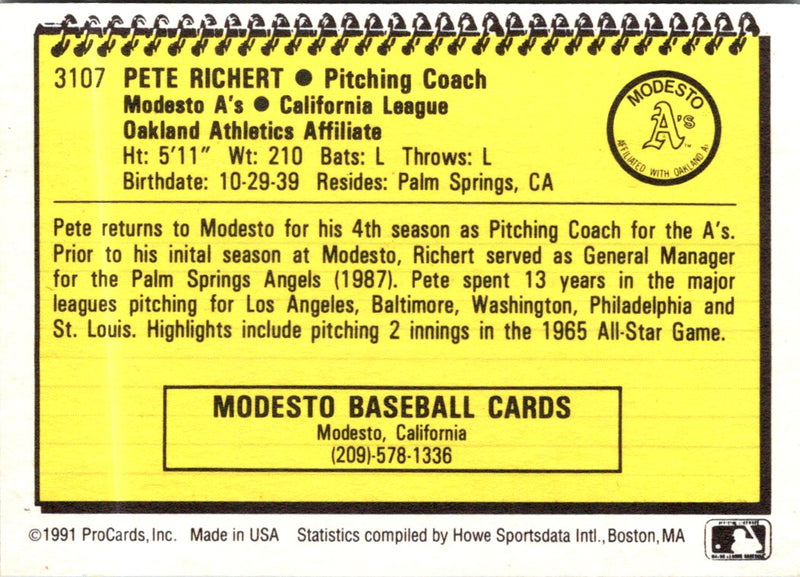 3107 PETE RICHERT ● Pitching Coach
Modesto A's ● California League
Oakland Athletics Affiliate
Ht: 5'11" Wt: 210 Bats: L Throws: L
Birthdate: 10-29-39 Resides: Palm Springs, CA
MODESTO
A's
AFFILIATED WITH OAKLAND A's
Pete returns to Modesto for his 4th season as Pitching Coach for the A's.
Prior to his inital season at Modesto, Richert served as General Manager
for the Palm Springs Angels (1987). Pete spent 13 years in the major
leagues pitching for Los Angeles, Baltimore, Washington, Philadelphia and
St. Louis. Highlights include pitching 2 innings in the 1965 All-Star Game.
MODESTO BASEBALL CARDS
Modesto, California
(209)-578-1336
©1991 ProCards, Inc. Made in USA Statistics compiled by Howe Sportsdata Intl., Boston, MA